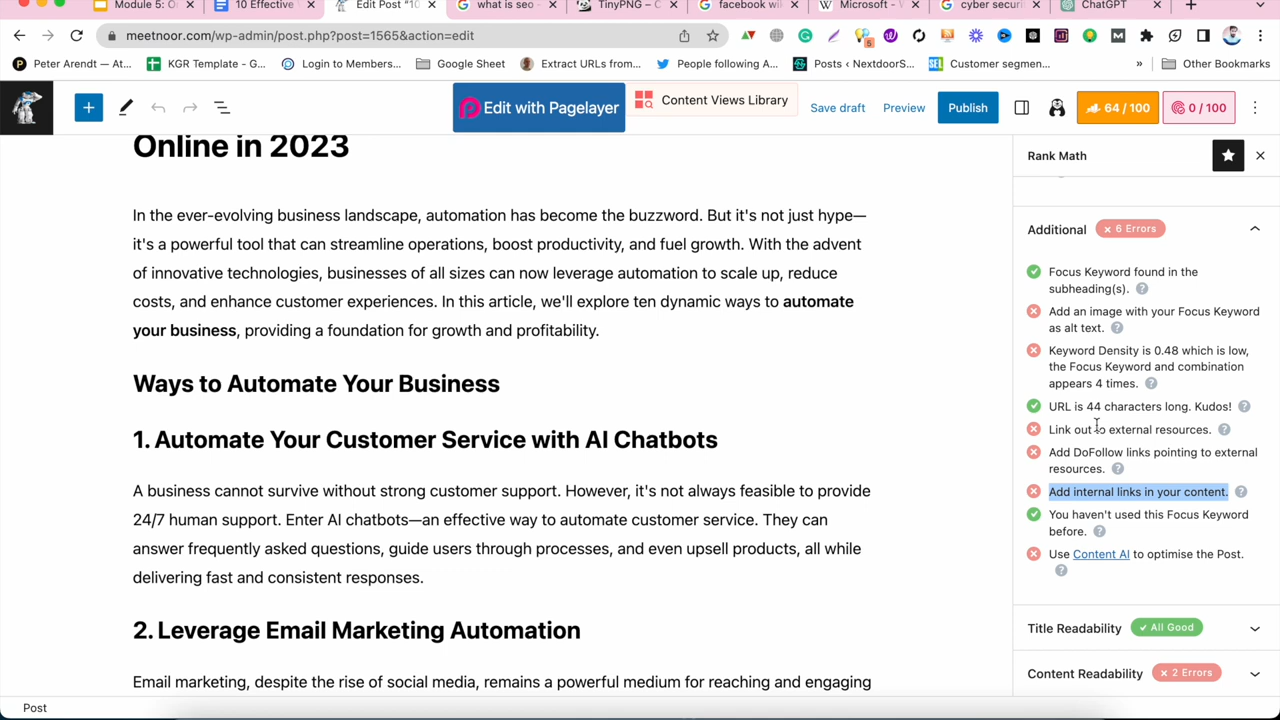 Module 5: O
10 Effective
Edit Post "10
what is seo -
TinyPNG – C
facebook wi
Microsoft - W
cyber securi
ChatGPT
meetnoor.com/wp-admin/post.php?post=1565&action=edit
5
Peter Arendt — At...
KGR Template - G...
Login to Members...
Google Sheet
Extract URLs from...
People following A...
Posts ‹ NextdoorS...
SEL
Customer segmen...
»
Other Bookmarks
Edit with Pagelayer
Content Views Library
Save draft
Preview
Publish
64 / 100
0 / 100
Online in 2023
In the ever-evolving business landscape, automation has become the buzzword. But it's not just hype—
it's a powerful tool that can streamline operations, boost productivity, and fuel growth. With the advent
of innovative technologies, businesses of all sizes can now leverage automation to scale up, reduce
costs, and enhance customer experiences. In this article, we'll explore ten dynamic ways to automate
your business, providing a foundation for growth and profitability.
Ways to Automate Your Business
1. Automate Your Customer Service with AI Chatbots
A business cannot survive without strong customer support. However, it's not always feasible to provide
24/7 human support. Enter AI chatbots—an effective way to automate customer service. They can
answer frequently asked questions, guide users through processes, and even upsell products, all while
delivering fast and consistent responses.
2. Leverage Email Marketing Automation
Email marketing, despite the rise of social media, remains a powerful medium for reaching and engaging
Rank Math
Additional
× 6 Errors
Focus Keyword found in the
subheading(s).
Add an image with your Focus Keyword
as alt text.
Keyword Density is 0.48 which is low,
the Focus Keyword and combination
appears 4 times.
URL is 44 characters long. Kudos!
Link out to external resources.
Add DoFollow links pointing to external
resources.
Add internal links in your content.
You haven't used this Focus Keyword
before.
Use Content AI to optimise the Post.
Title Readability
✓ All Good
Content Readability
× 2 Errors
Post